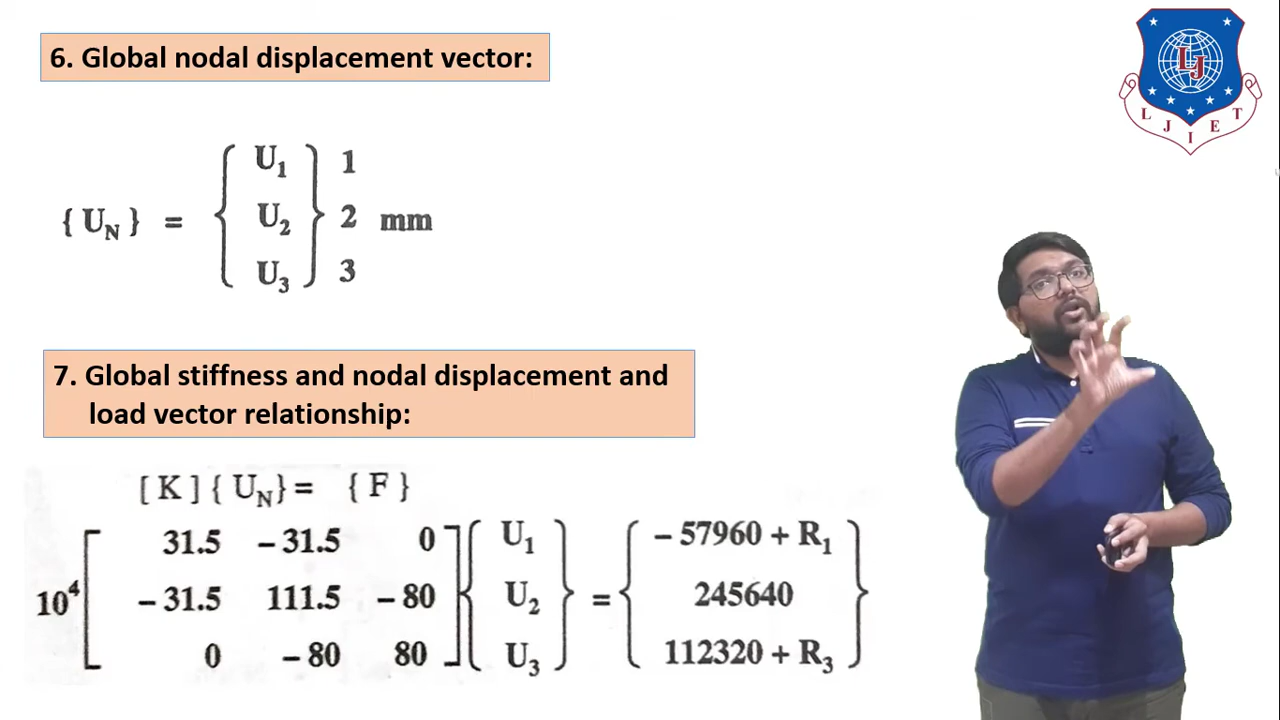 6. Global nodal displacement vector:
LJIET
{ U_N } = { U_1 U_2 U_3 } 1 2 3 mm
7. Global stiffness and nodal displacement and
load vector relationship:
[ K ] { U_N } = { F }
10^4 [ 31.5 - 31.5 0 ] { U_1 } = { - 57960 + R_1 }
- 31.5 111.5 - 80 U_2 245640
0 - 80 80 U_3 112320 + R_3